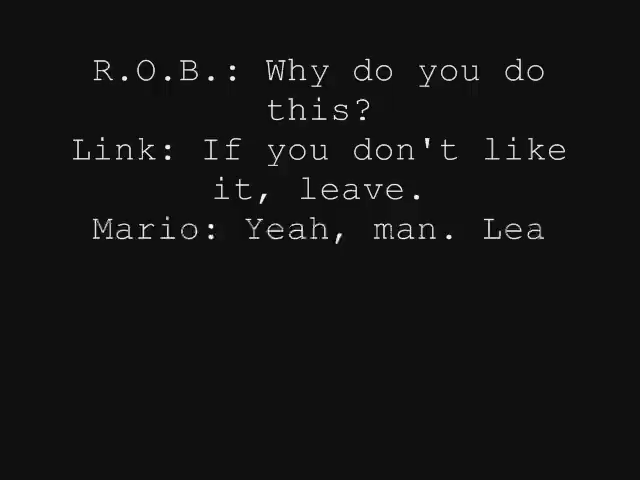 R.O.B.: Why do you do
this?
Link: If you don't like
it, leave.
Mario: Yeah, man. Lea